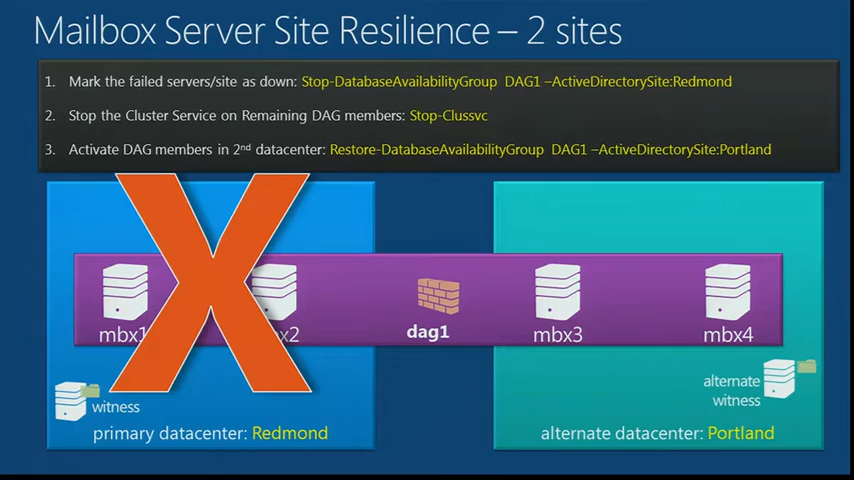 Mailbox Server Site Resilience – 2 sites
1. Mark the failed servers/site as down: Stop-DatabaseAvailabilityGroup DAG1 –ActiveDirectorySite:Redmond
2. Stop the Cluster Service on Remaining DAG members: Stop-Clussvc
3. Activate DAG members in 2nd datacenter: Restore-DatabaseAvailabilityGroup DAG1 –ActiveDirectorySite:Portland
mbx1 x2 dag1 mbx3 mbx4
witness
alternate
witness
primary datacenter: Redmond
alternate datacenter: Portland